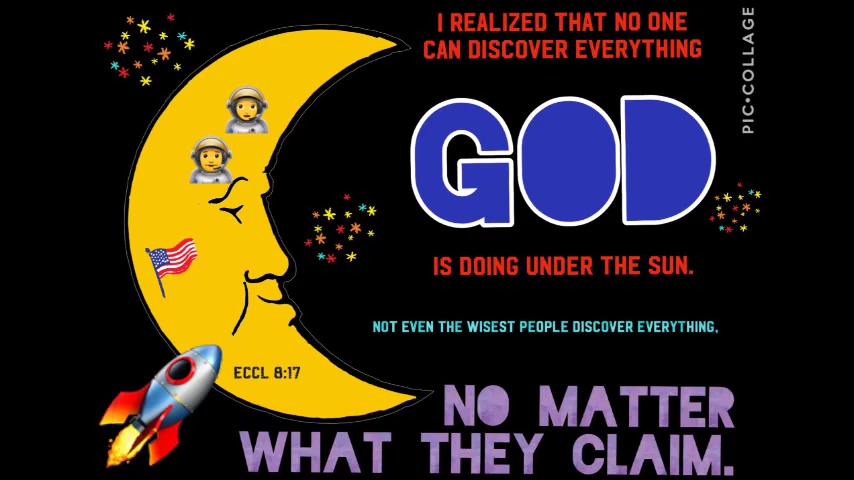 I REALIZED THAT NO ONE
CAN DISCOVER EVERYTHING
GOD
IS DOING UNDER THE SUN.
NOT EVEN THE WISEST PEOPLE DISCOVER EVERYTHING,
NO MATTER
WHAT THEY CLAIM.
ECCL 8:17
PIC•COLLAGE